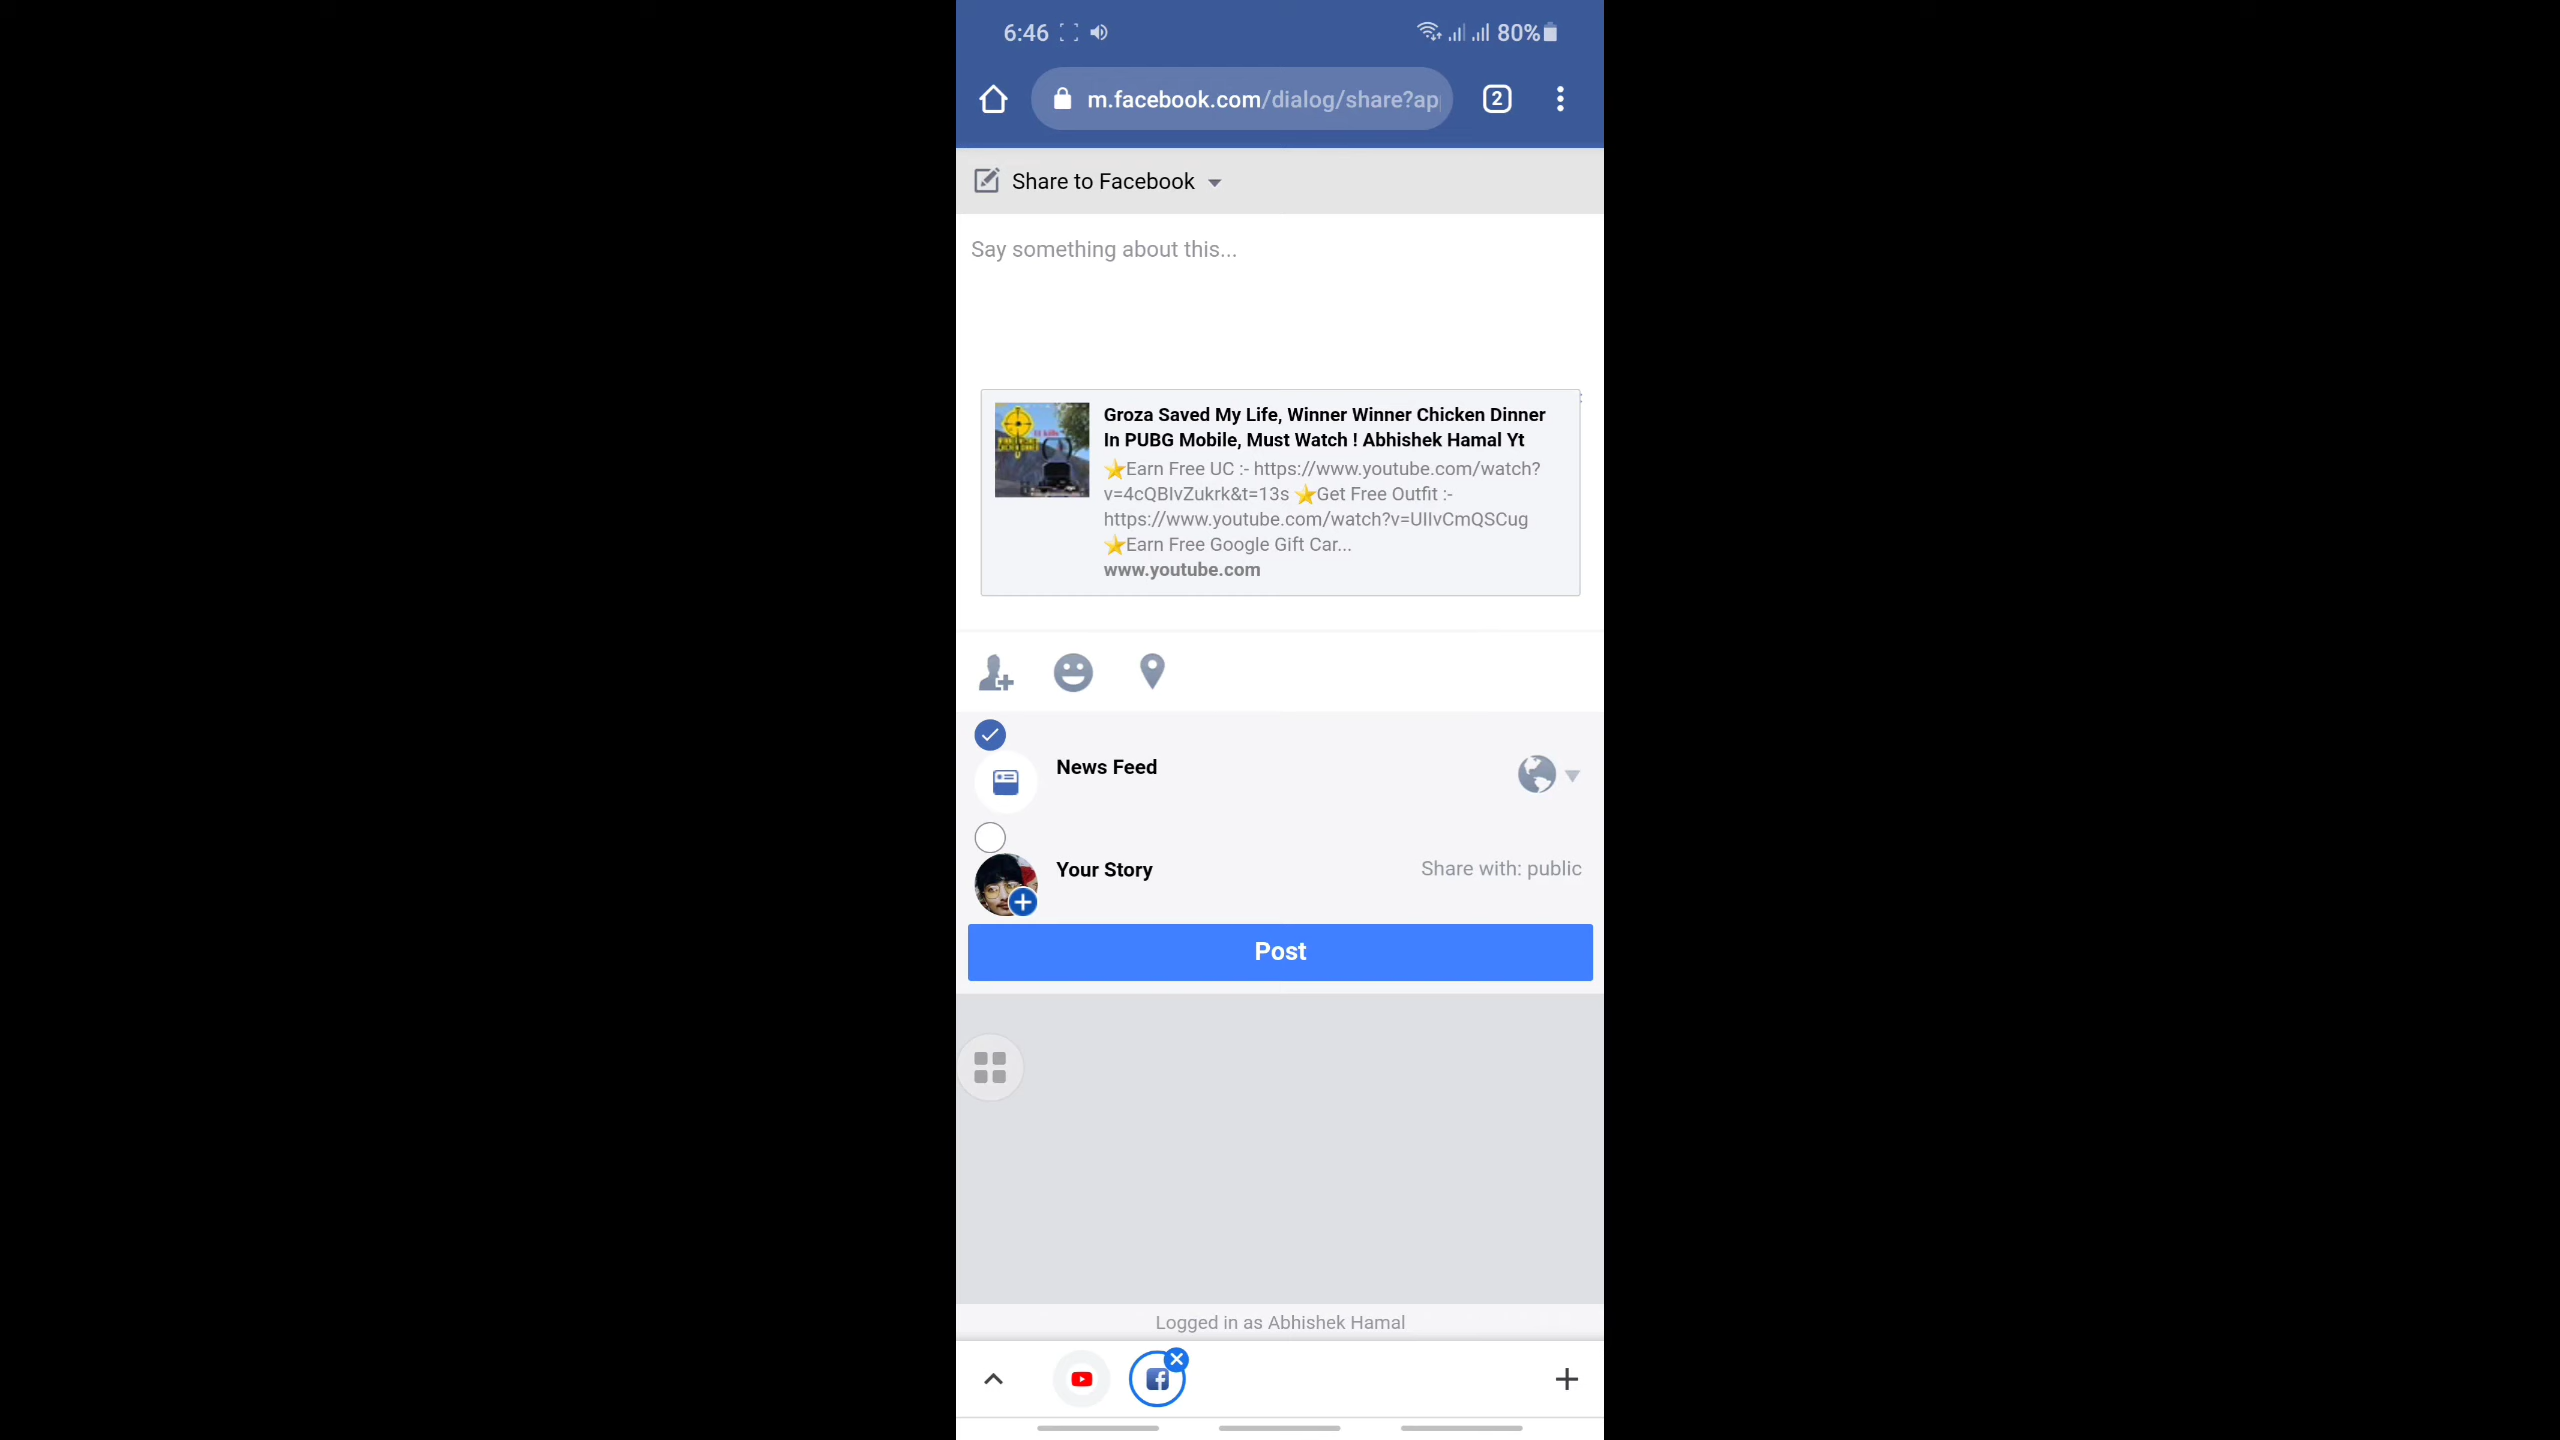 6:46
80%
m.facebook.com/dialog/share?ap
2
Share to Facebook
Say something about this...
Groza Saved My Life, Winner Winner Chicken Dinner
In PUBG Mobile, Must Watch ! Abhishek Hamal Yt
⭐Earn Free UC :- https://www.youtube.com/watch?
v=4cQBIvZukrk&t=13s ⭐Get Free Outfit :-
https://www.youtube.com/watch?v=UIIvCmQSCug
⭐Earn Free Google Gift Car...
www.youtube.com
News Feed
Your Story
Share with: public
Post
Logged in as Abhishek Hamal